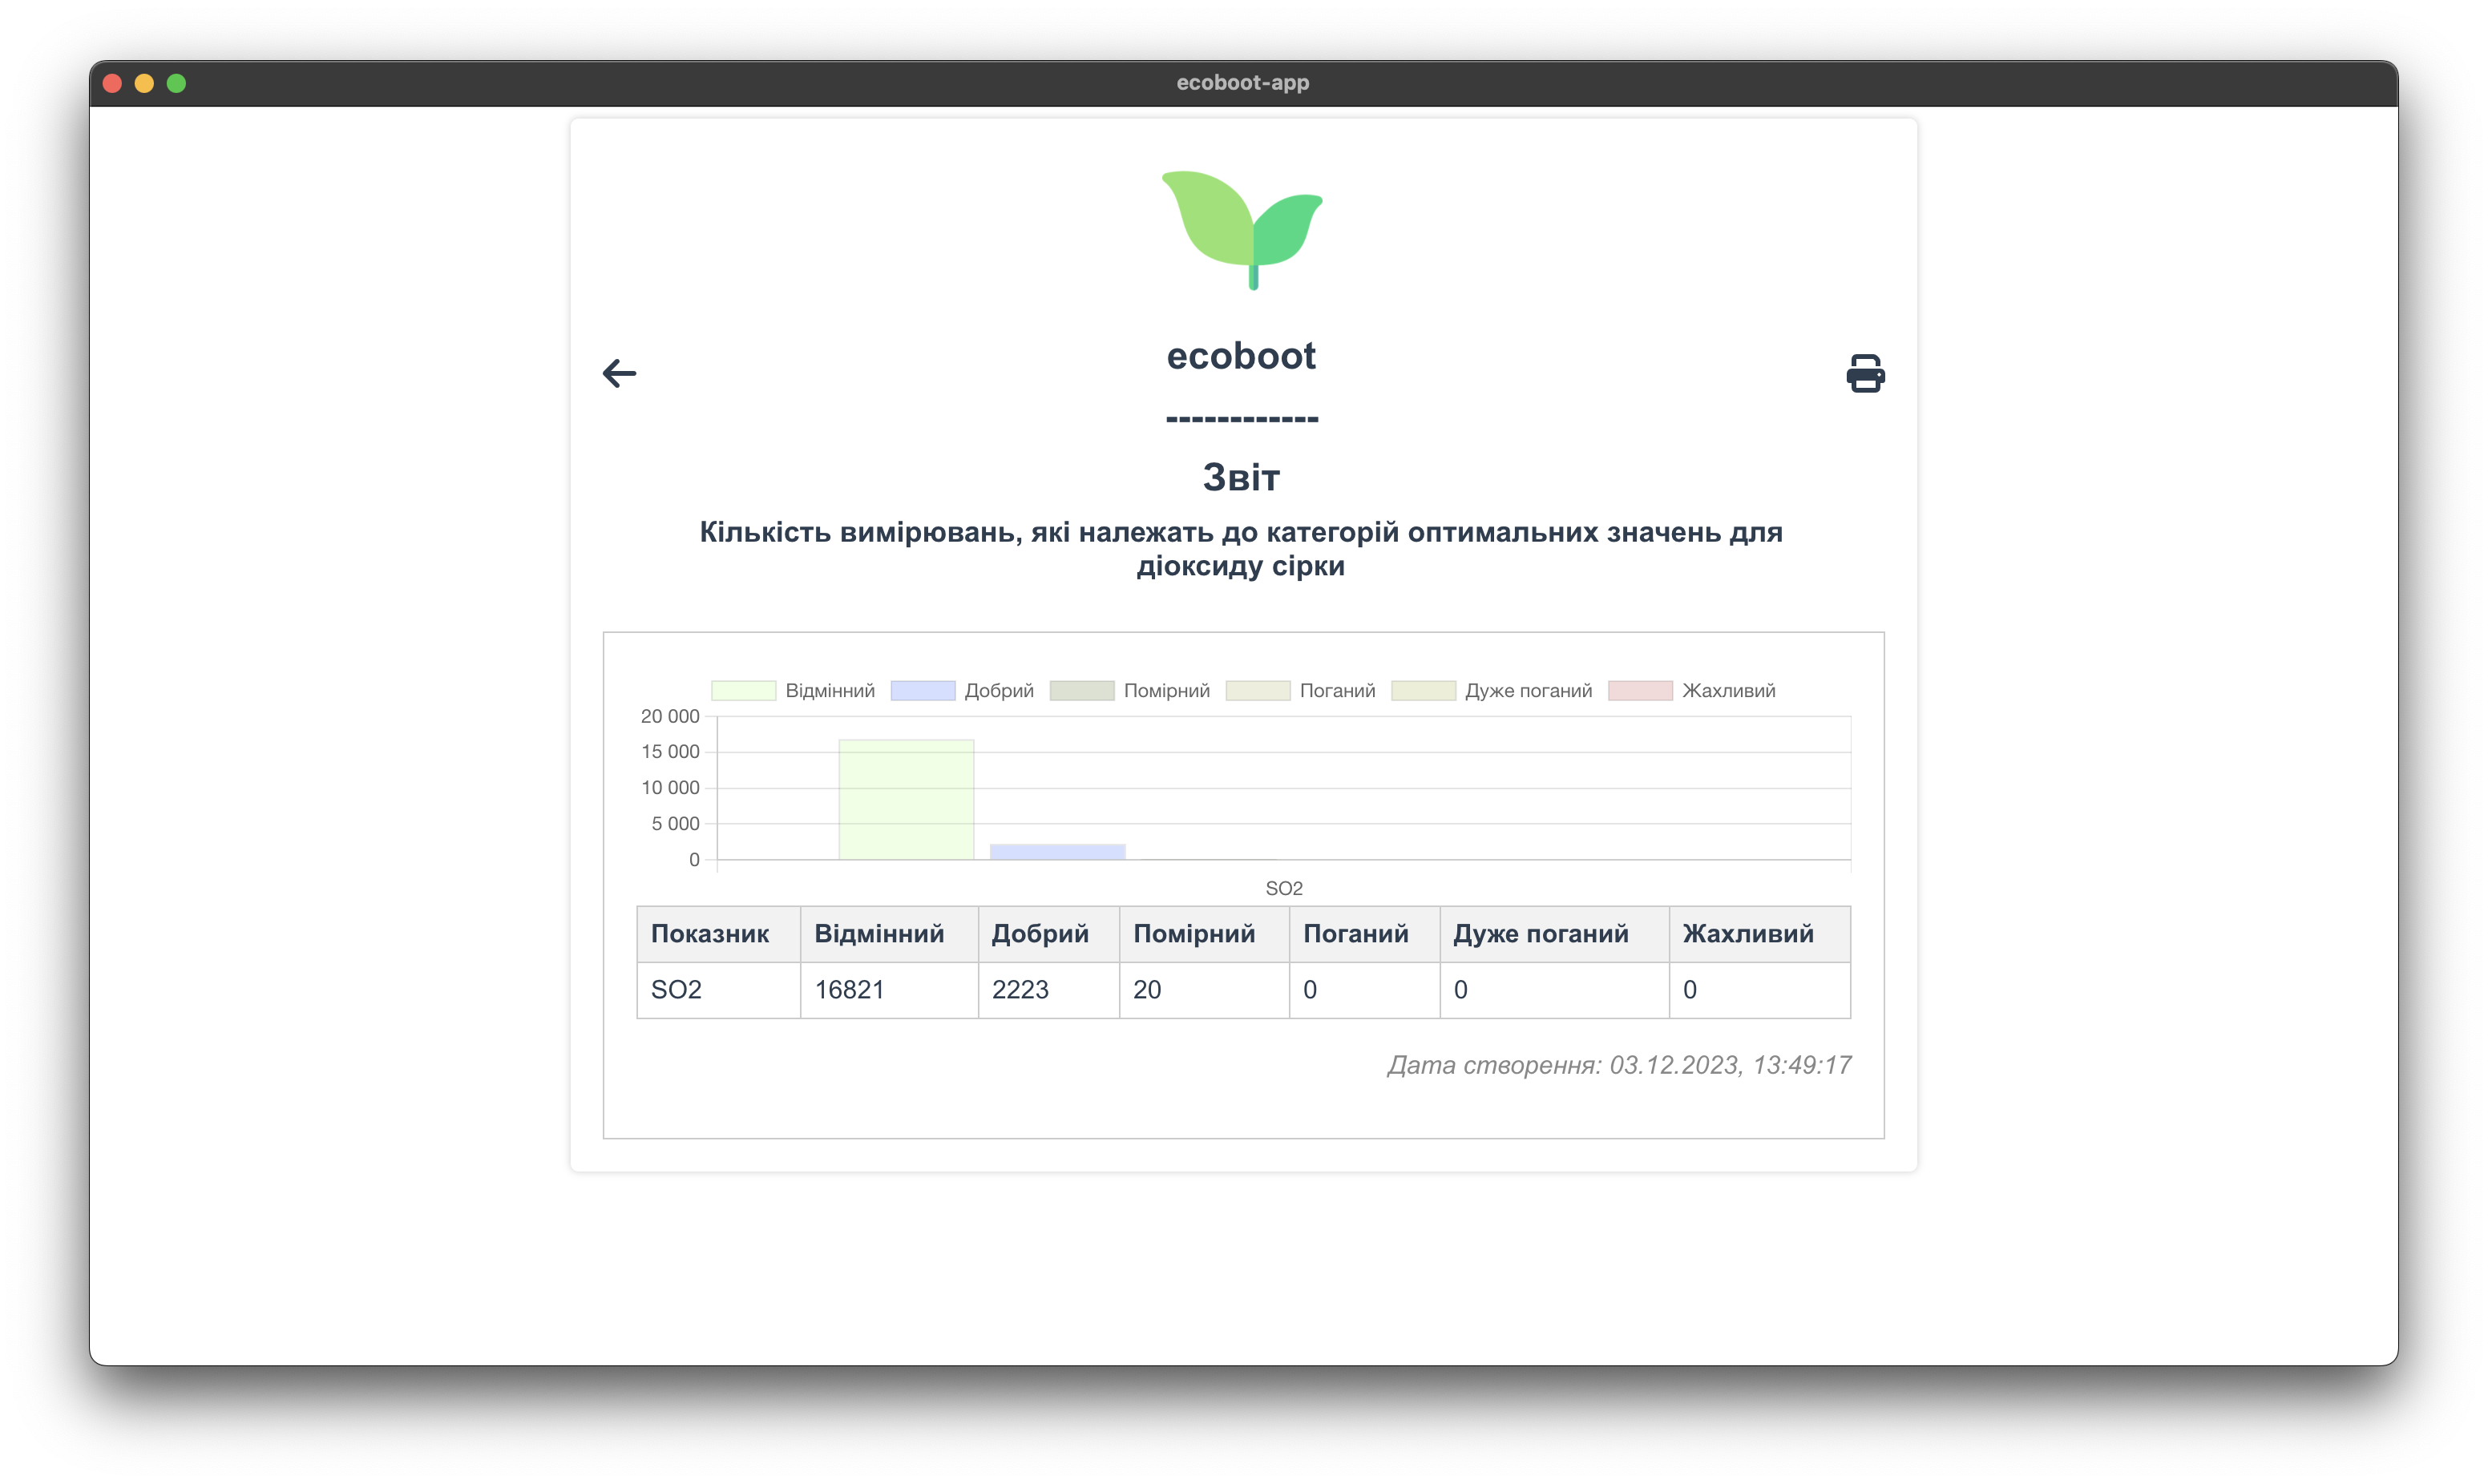 ecoboot-app
ecoboot
------------
Звіт
Кількість вимірювань, які належать до категорій оптимальних значень для
діоксиду сірки
Відмінний Добрий Помірний Поганий Дуже поганий Жахливий
20 000
15 000
10 000
5 000
0
SO2
Показник Відмінний Добрий Помірний Поганий Дуже поганий Жахливий
SO2 16821 2223 20 0 0 0
Дата створення: 03.12.2023, 13:49:17